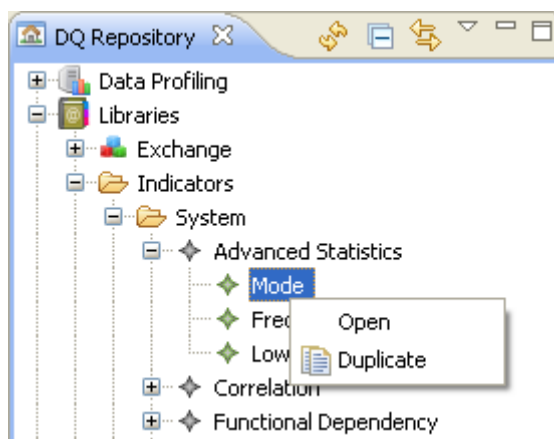 DQ Repository
Data Profiling
Libraries
Exchange
Indicators
System
Advanced Statistics
Mode
Open
Duplicate
Correlation
Functional Dependency